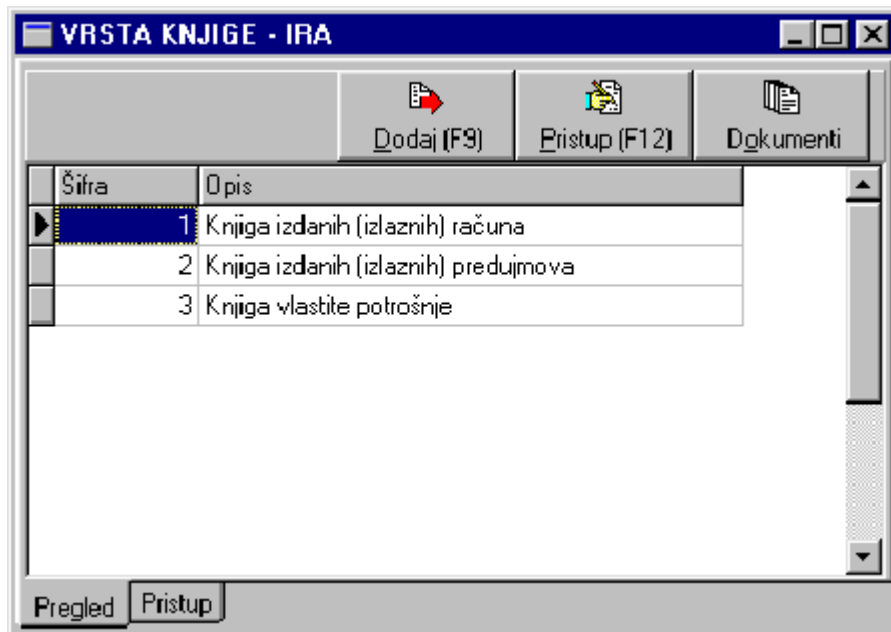 VRSTA KNJIGE - IRA
Dodaj (F9) Pristup (F12) Dokumenti
Šifra Opis
1 Knjiga izdanih (izlaznih) računa
2 Knjiga izdanih (izlaznih) predujmova
3 Knjiga vlastite potrošnje
Pregled Pristup